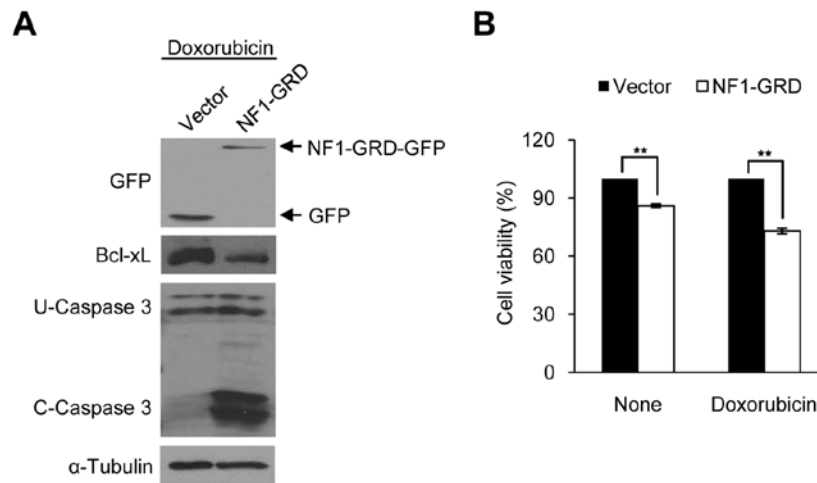 A
Doxorubicin
Vector
NF1-GRD
GFP
NF1-GRD-GFP
GFP
Bcl-xL
U-Caspase 3
C-Caspase 3
α-Tubulin
B
Vector NF1-GRD
120
90
60
30
0
Cell viability (%)
** **
None Doxorubicin